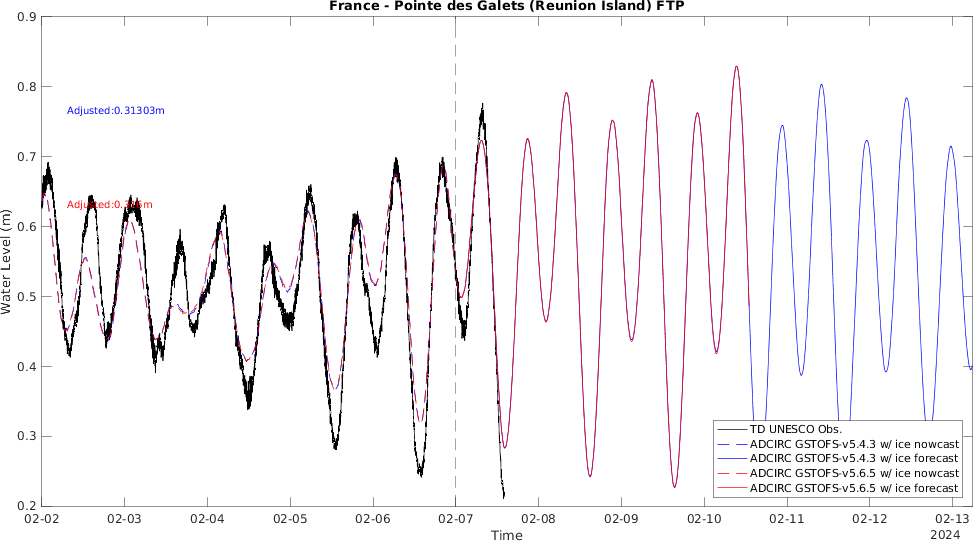 France - Pointe des Galets (Reunion Island) FTP
0.9
0.8
0.7
0.6
0.5
0.4
0.3
0.2
Water Level (m)
Adjusted:0.31303m
TD UNESCO Obs.
ADCIRC GSTOFS-v5.4.3 w/ ice nowcast
ADCIRC GSTOFS-v5.4.3 w/ ice forecast
ADCIRC GSTOFS-v5.6.5 w/ ice nowcast
ADCIRC GSTOFS-v5.6.5 w/ ice forecast
02-02 02-03 02-04 02-05 02-06 02-07 02-08 02-09 02-10 02-11 02-12 02-13
Time
2024